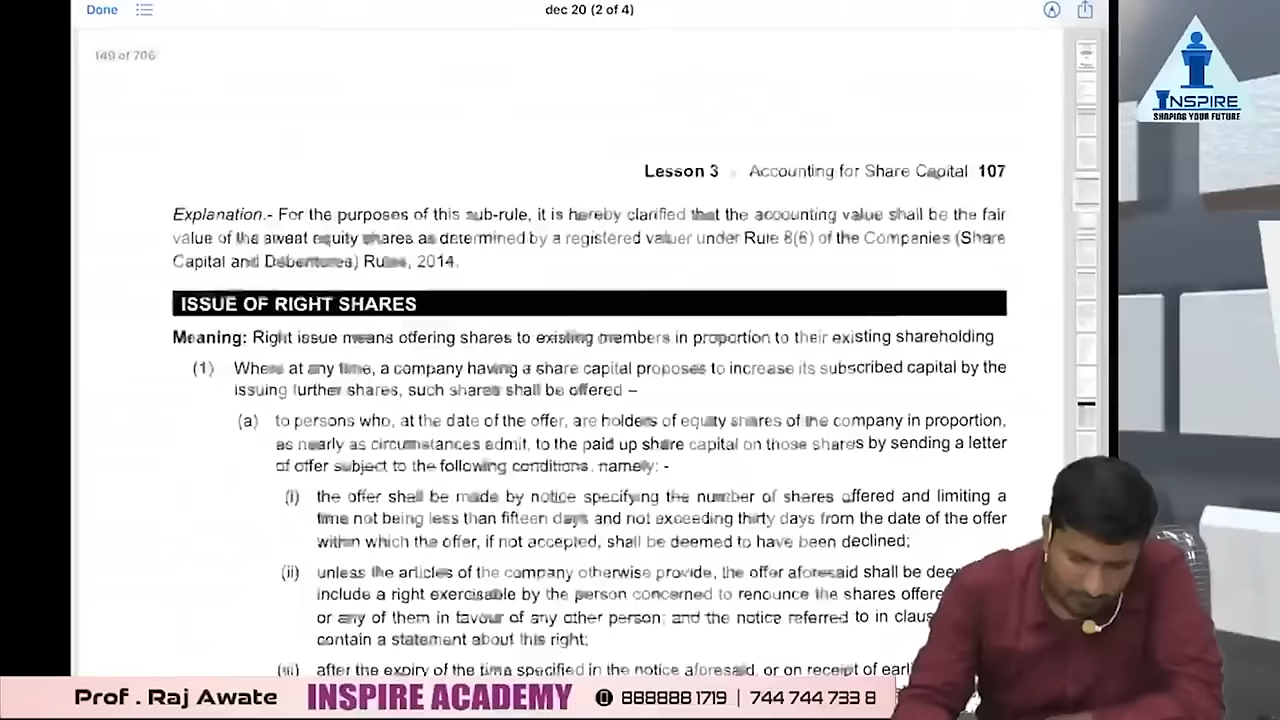 Done
dec 20 (2 of 4)
149 of 706
INSPIRE
SHAPING YOUR FUTURE
Lesson 3 Accounting for Share Capital 107
Explanation.- For the purposes of this sub-rule, it is hereby clarified that the accounting value shall be the fair
value of the sweat equity shares as determined by a registered valuer under Rule 8(6) of the Companies (Share
Capital and Debentures) Rules, 2014.
ISSUE OF RIGHT SHARES
Meaning: Right issue means offering shares to existing members in proportion to their existing shareholding
(1) Where at any time, a company having a share capital proposes to increase its subscribed capital by the
issuing further shares, such shares shall be offered –
(a) to persons who, at the date of the offer, are holders of equity shares of the company in proportion,
as nearly as circumstances admit, to the paid up share capital on those shares by sending a letter
of offer subject to the following conditions, namely: -
(i) the offer shall be made by notice specifying the number of shares offered and limiting a
time not being less than fifteen days and not exceeding thirty days from the date of the offer
within which the offer, if not accepted, shall be deemed to have been declined;
(ii) unless the articles of the company otherwise provide, the offer aforesaid shall be
include a right exercisable by the person concerned to renounce the shares
or any of them in favour of any other person; and the notice referred to in
contain a statement about this right;
(iii) after the expiry of the time specified in the notice aforesaid, or on receipt of
Prof . Raj Awate INSPIRE ACADEMY 888888 1719 | 744 744 733 8